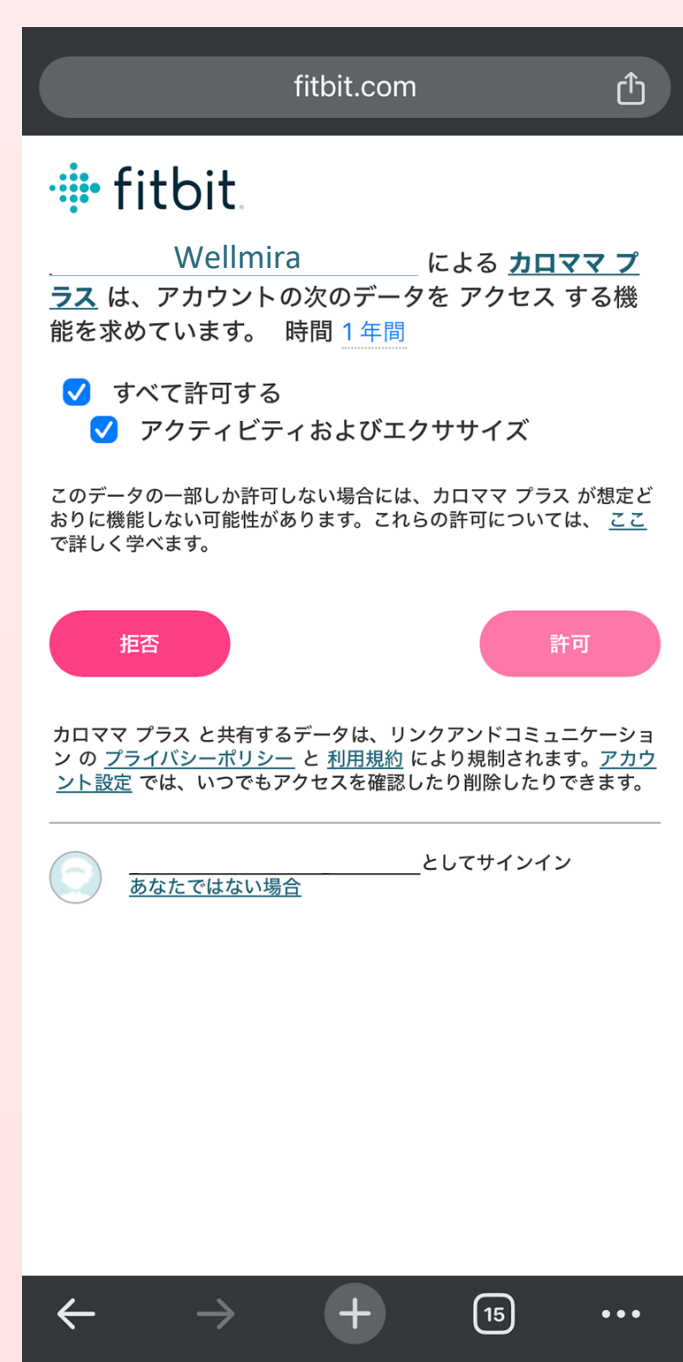 fitbit.com
fitbit.
Wellmira による カロママ プ
ラス は、アカウントの次のデータを アクセス する機
能を求めています。 時間 1 年間
すべて許可する
アクティビティおよびエクササイズ
このデータの一部しか許可しない場合には、カロママ プラス が想定ど
おりに機能しない可能性があります。これらの許可については、 ここ
で詳しく学べます。
拒否 許可
カロママ プラス と共有するデータは、リンクアンドコミュニケーショ
ン の プライバシーポリシー と 利用規約 により規制されます。アカウ
ント設定 では、いつでもアクセスを確認したり削除したりできます。
としてサインイン
あなたではない場合
15